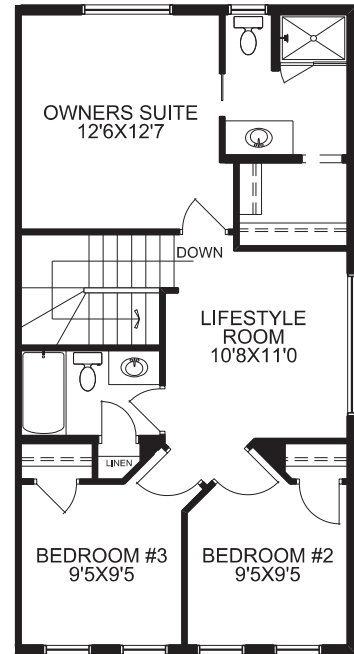 OWNERS SUITE
12'6X12'7
DOWN
LIFESTYLE
ROOM
10'8X11'0
LINEN
BEDROOM #3
9'5X9'5
BEDROOM #2
9'5X9'5